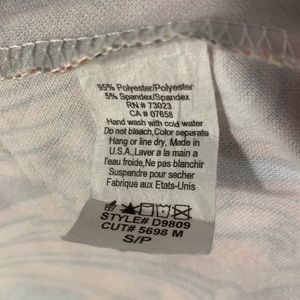 95% Polyester/Polyester
5% Spandex/Spandex
RN # 73023
CA # 07658
Hand wash with cold water
Do not bleach,Color separate
Hang or line dry, Made in
U.S.A.,Laver a la main a
l'eau froide,Ne pas blanchir
Suspandre pour secher
Fabrique aux Etats-Unis
STYLE# D9809
CUT# 5698 M
S/P